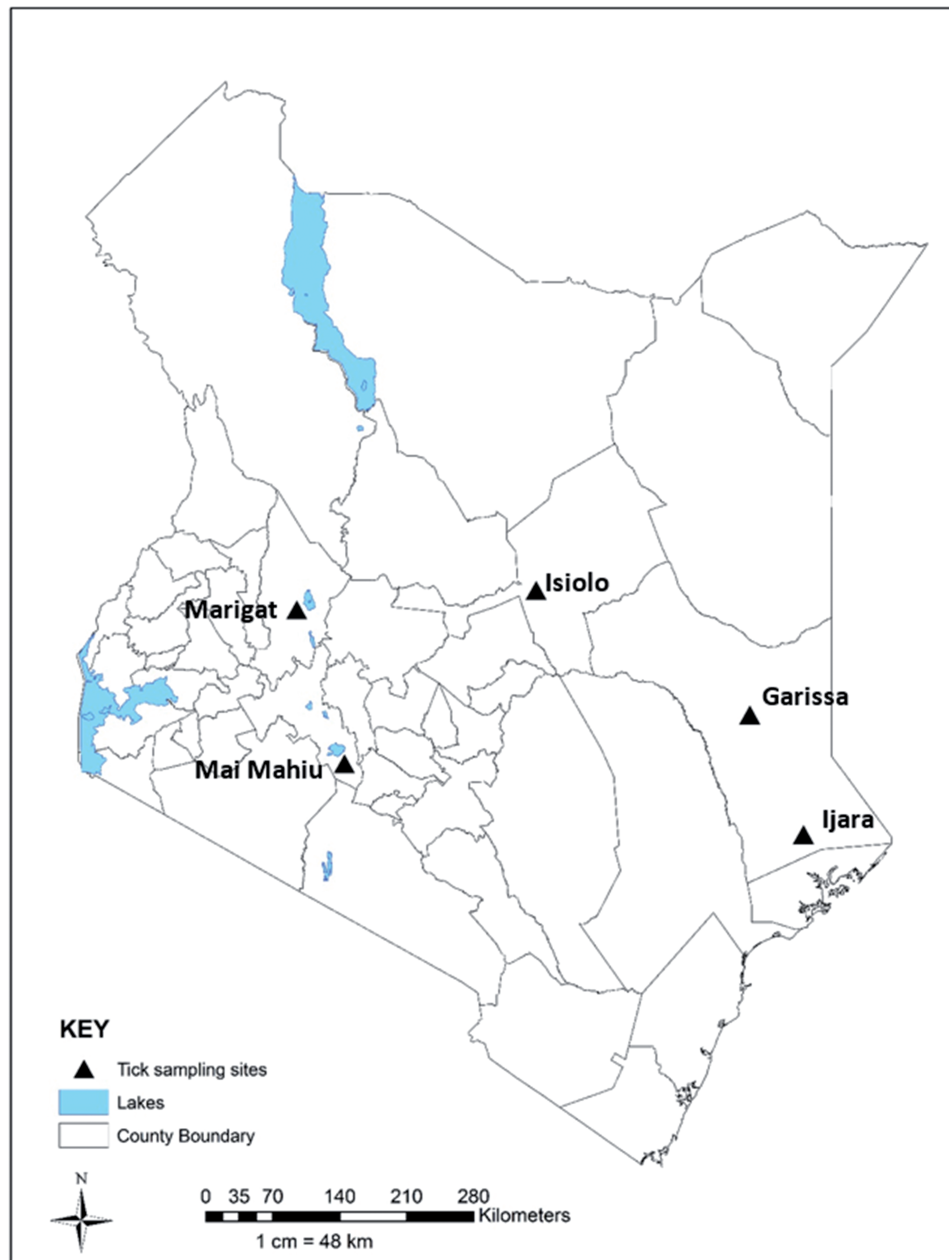 Isiolo
Marigat
Garissa
Mai Mahiu
Ijara
KEY
Tick sampling sites
Lakes
County Boundary
N
0 35 70 140 210 280
Kilometers
1 cm = 48 km